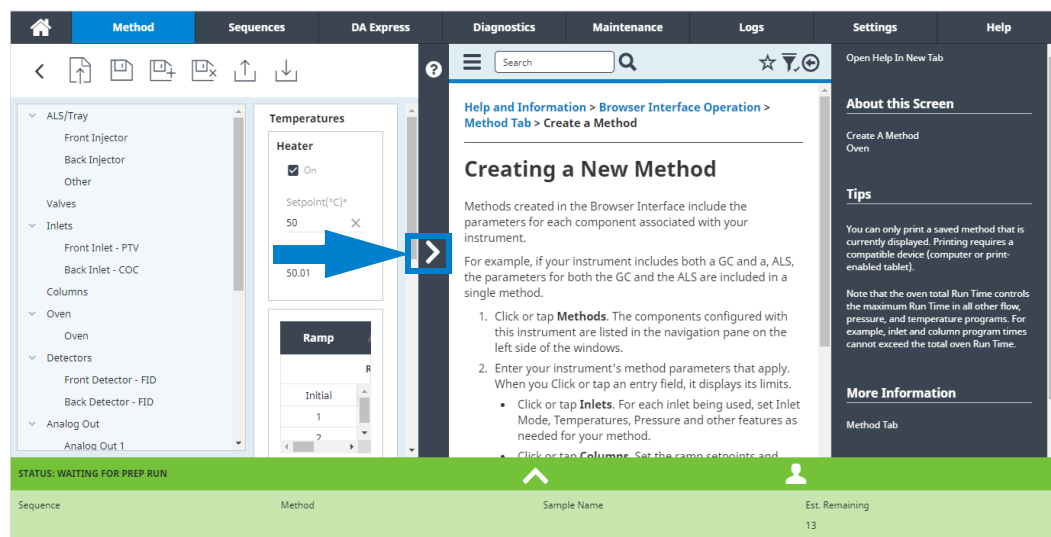 Method
Sequences
DA Express
Diagnostics
Maintenance
Logs
Settings
Help
ALS/Tray
Front Injector
Back Injector
Other
Valves
Inlets
Front Inlet - PTV
Back Inlet - COC
Columns
Oven
Oven
Detectors
Front Detector - FID
Back Detector - FID
Analog Out
Analog Out 1
Temperatures
Heater
On
Setpoint(°C)*
50
50.01
Ramp
R
Initial
1
2
?
Search
Help and Information > Browser Interface Operation >
Method Tab > Create a Method
Creating a New Method
Methods created in the Browser Interface include the
parameters for each component associated with your
instrument.
For example, if your instrument includes both a GC and a, ALS,
the parameters for both the GC and the ALS are included in a
single method.
1. Click or tap Methods. The components configured with
this instrument are listed in the navigation pane on the
left side of the windows.
2. Enter your instrument's method parameters that apply.
When you Click or tap an entry field, it displays its limits.
• Click or tap Inlets. For each inlet being used, set Inlet
Mode, Temperatures, Pressure and other features as
needed for your method.
• Click or tap Columns. Set the ramp setpoints and
Open Help In New Tab
About this Screen
Create A Method
Oven
Tips
You can only print a saved method that is
currently displayed. Printing requires a
compatible device (computer or print-
enabled tablet).
Note that the oven total Run Time controls
the maximum Run Time in all other flow,
pressure, and temperature programs. For
example, inlet and column program times
cannot exceed the total oven Run Time.
More Information
Method Tab
STATUS: WAITING FOR PREP RUN
Sequence
Method
Sample Name
Est. Remaining
13